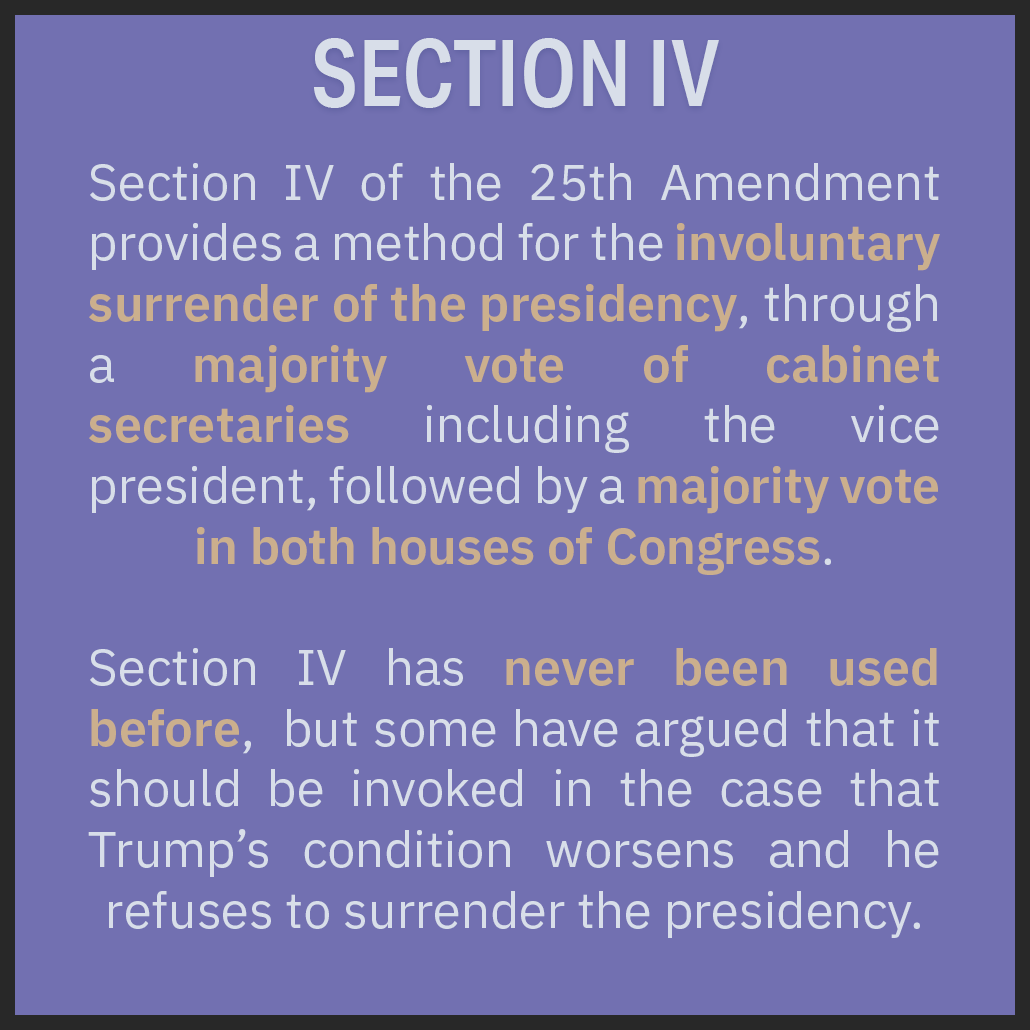 SECTION IV
Section IV of the 25th Amendment
provides a method for the involuntary
surrender of the presidency, through
a majority vote of cabinet
secretaries including the vice
president, followed by a majority vote
in both houses of Congress.
Section IV has never been used
before, but some have argued that it
should be invoked in the case that
Trump’s condition worsens and he
refuses to surrender the presidency.